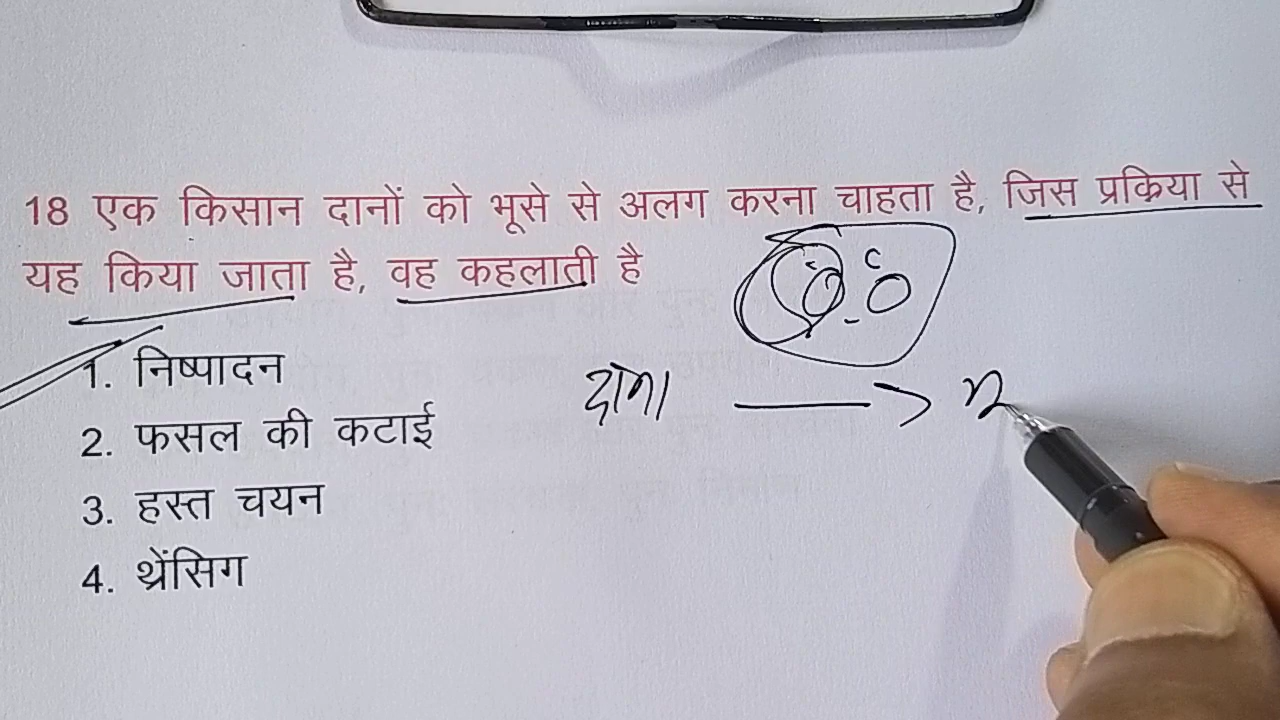 18 एक किसान दानों को भूसे से अलग करना चाहता है, जिस प्रक्रिया से
यह किया जाता है, वह कहलाती है
1. निष्पादन
2. फसल की कटाई
3. हस्त चयन
4. थ्रेंसिग
दाना